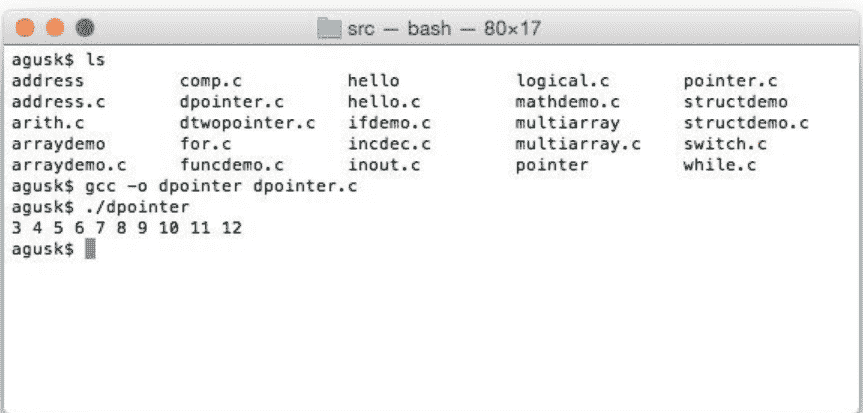 src — bash — 80×17
agusk$ ls
address comp.c hello logical.c pointer.c
address.c dpointer.c hello.c mathdemo.c structdemo
arith.c dtwopointer.c ifdemo.c multiarray structdemo.c
arraydemo for.c incdec.c multiarray.c switch.c
arraydemo.c funcdemo.c inout.c pointer while.c
agusk$ gcc -o dpointer dpointer.c
agusk$ ./dpointer
3 4 5 6 7 8 9 10 11 12
agusk$